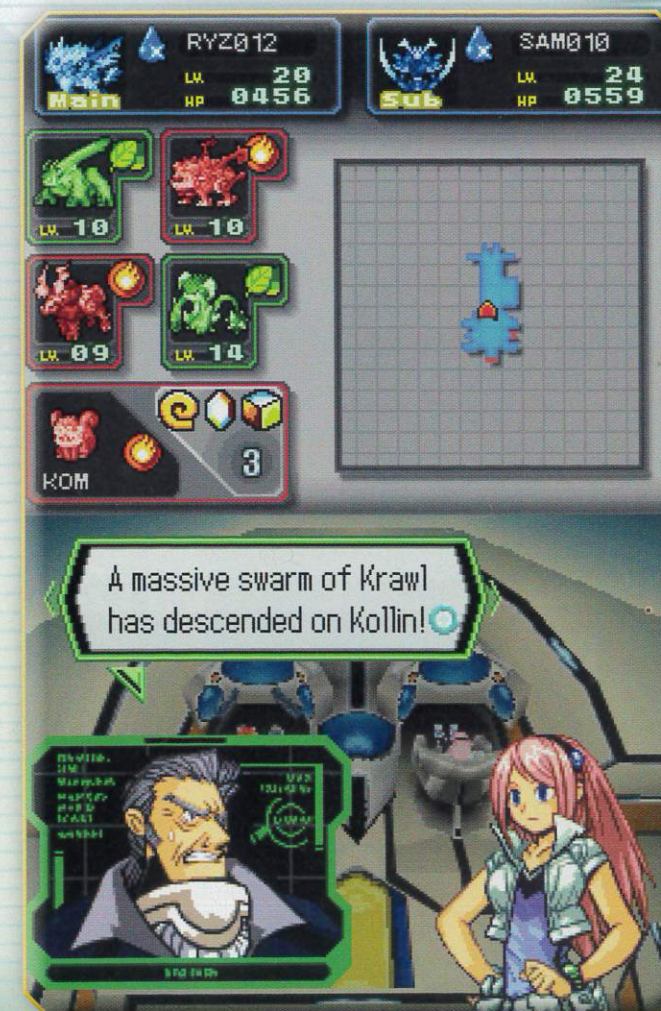 RYZ012
LV. 20
HP 0456
Main
SAM010
LV. 24
HP 0559
Sub
LV. 10
LV. 10
LV. 09
LV. 14
KOM
3
A massive swarm of Krawl
has descended on Kollin!